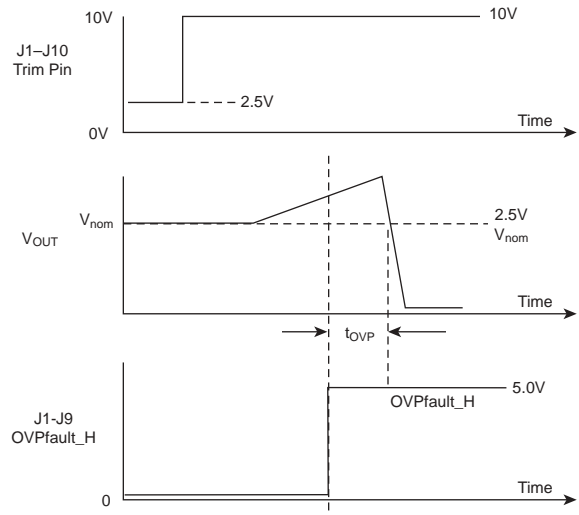 10V
10V
J1–J10
Trim Pin
2.5V
0V
Time
Vnom
2.5V
Vnom
VOUT
Time
tOVP
5.0V
OVPfault_H
J1-J9
OVPfault_H
Time
0